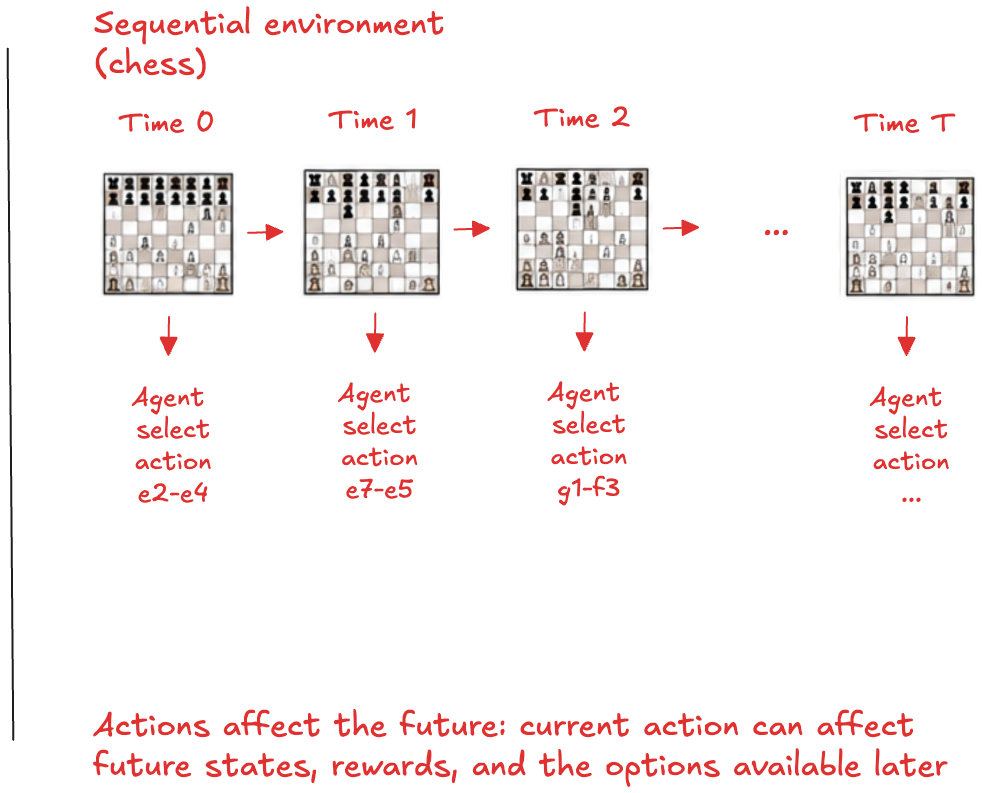 Sequential environment
(chess)
Time 0
Time 1
Time 2
Time T
...
Agent
select
action
e2-e4
Agent
select
action
e7-e5
Agent
select
action
g1-f3
Agent
select
action
...
Actions affect the future: current action can affect
future states, rewards, and the options available later